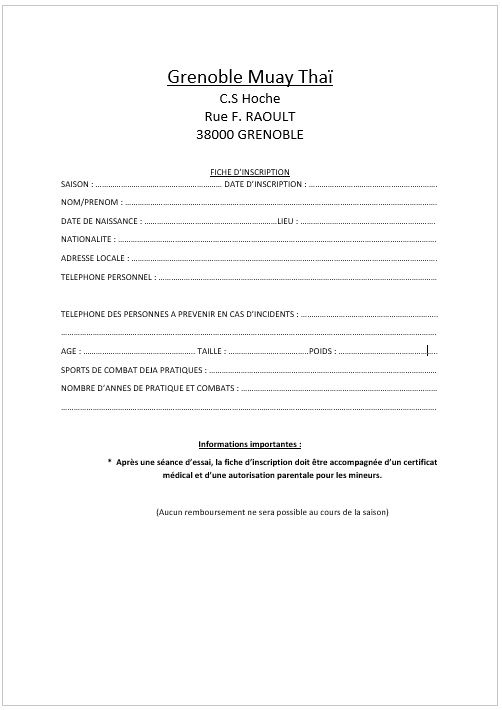 Grenoble Muay Thaï
C.S Hoche
Rue F. RAOULT
38000 GRENOBLE
FICHE D'INSCRIPTION
SAISON : ................................................ DATE D'INSCRIPTION : ................................................
NOM/PRENOM : ................................................
DATE DE NAISSANCE : ................................................LIEU : ................................................
NATIONALITE : ................................................
ADRESSE LOCALE : ................................................
TELEPHONE PERSONNEL : ................................................
TELEPHONE DES PERSONNES A PREVENIR EN CAS D'INCIDENTS : ................................................
................................................
AGE : ................................................ TAILLE : ................................................POIDS : ................................................
SPORTS DE COMBAT DEJA PRATIQUES : ................................................
NOMBRE D'ANNES DE PRATIQUE ET COMBATS : ................................................
................................................
Informations importantes :
* Après une séance d'essai, la fiche d'inscription doit être accompagnée d'un certificat
médical et d'une autorisation parentale pour les mineurs.
(Aucun remboursement ne sera possible au cours de la saison)